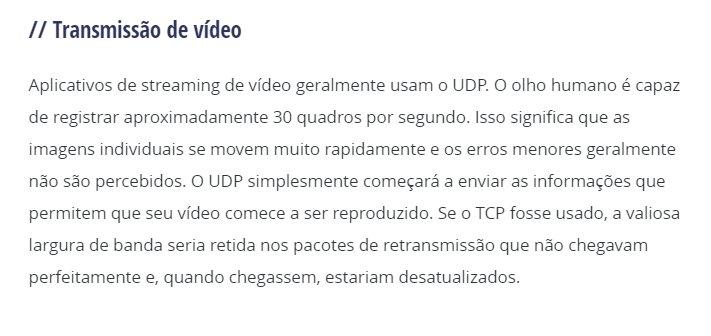 // Transmissão de vídeo
Aplicativos de streaming de vídeo geralmente usam o UDP. O olho humano é capaz
de registrar aproximadamente 30 quadros por segundo. Isso significa que as
imagens individuais se movem muito rapidamente e os erros menores geralmente
não são percebidos. O UDP simplesmente começará a enviar as informações que
permitem que seu vídeo comece a ser reproduzido. Se o TCP fosse usado, a valiosa
largura de banda seria retida nos pacotes de retransmissão que não chegavam
perfeitamente e, quando chegassem, estariam desatualizados.